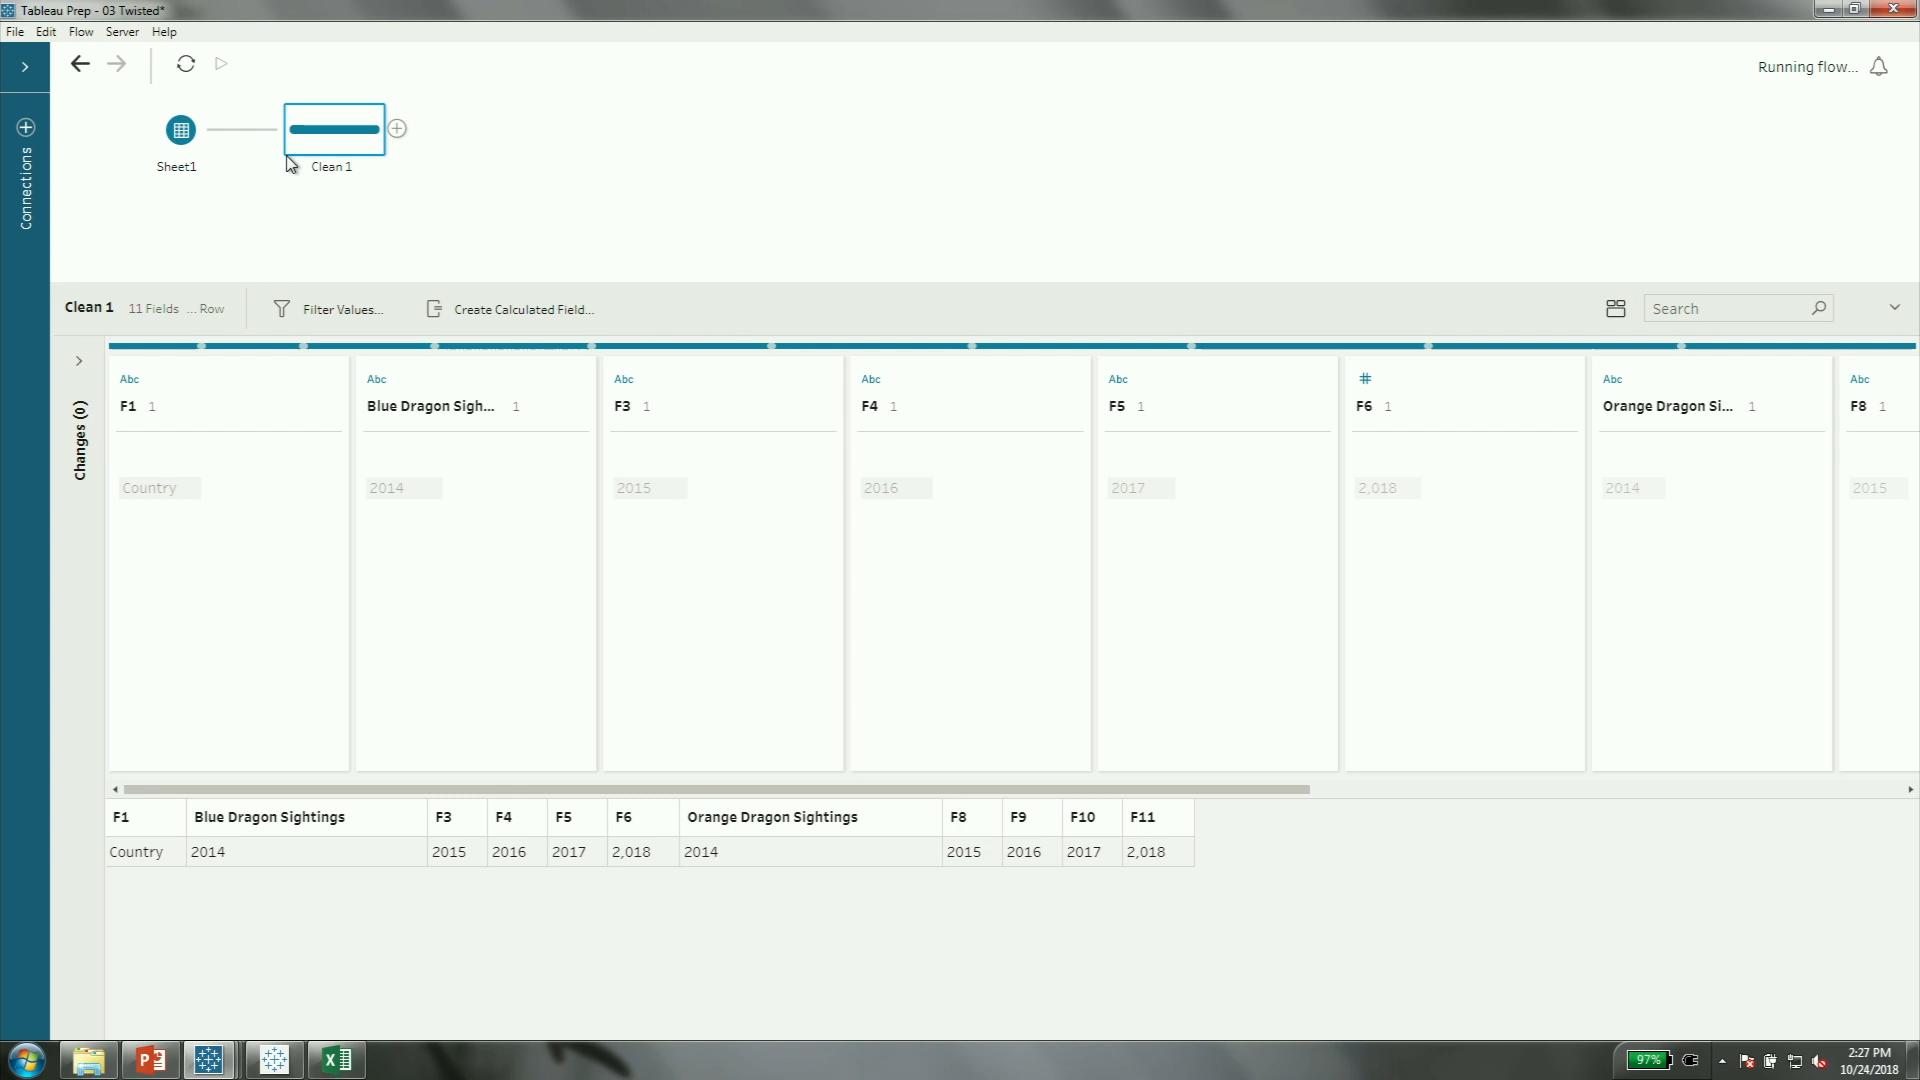 Tableau Prep - 03 Twisted*
File Edit Flow Server Help
Running flow...
Sheet1
Clean 1
Connections
Clean 1 11 Fields ... Row Filter Values... Create Calculated Field... Search
Changes (0)
Abc Abc Abc Abc Abc # Abc Abc
F1 1 Blue Dragon Sigh... 1 F3 1 F4 1 F5 1 F6 1 Orange Dragon Si... 1 F8 1
Country 2014 2015 2016 2017 2,018 2014 2015
F1 Blue Dragon Sightings F3 F4 F5 F6 Orange Dragon Sightings F8 F9 F10 F11
Country 2014 2015 2016 2017 2,018 2014 2015 2016 2017 2,018
97%
2:27 PM
10/24/2018